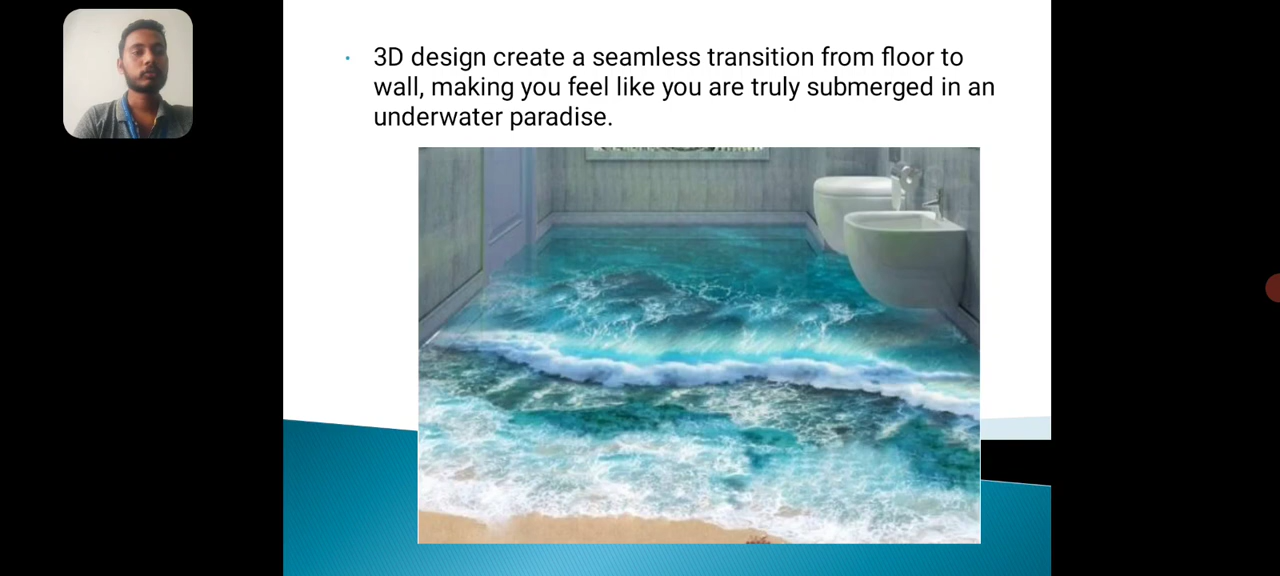 3D design create a seamless transition from floor to
wall, making you feel like you are truly submerged in an
underwater paradise.